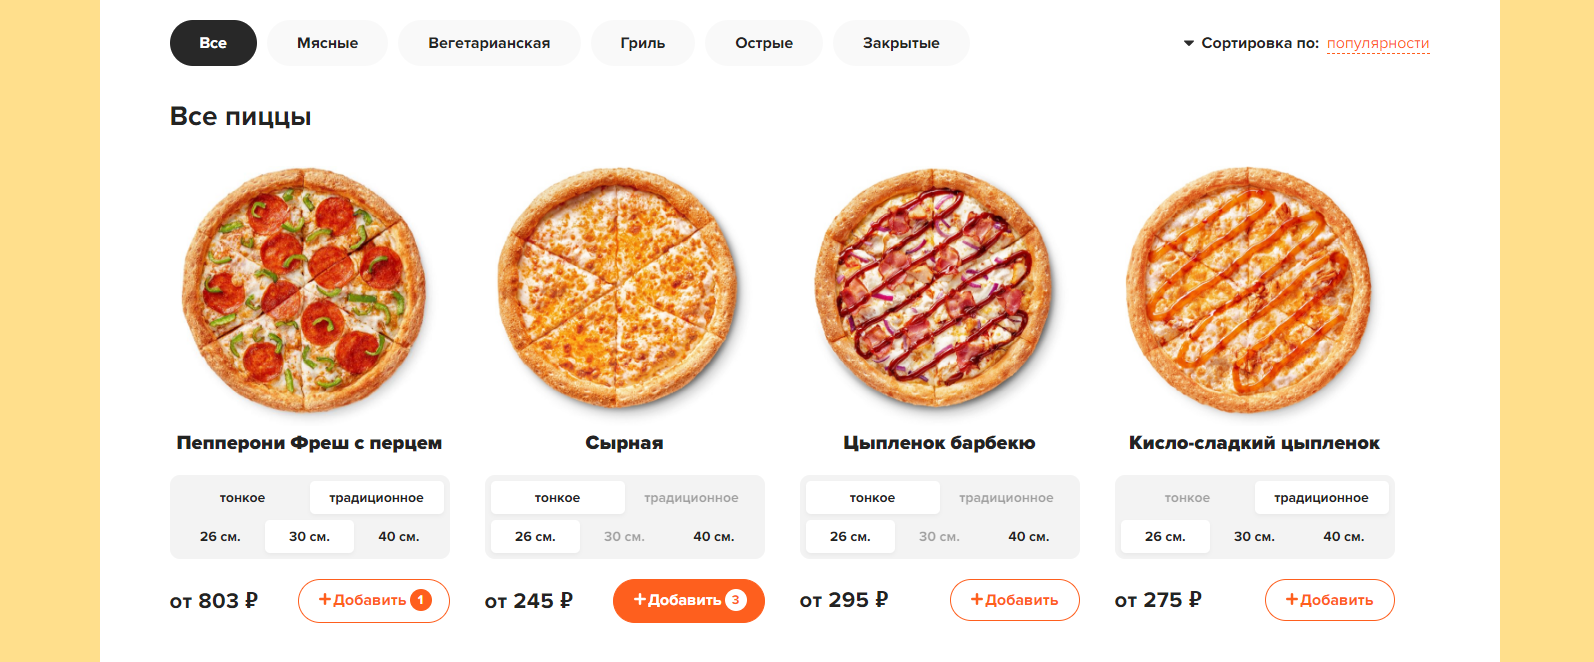 Все Мясные Вегетарианская Гриль Острые Закрытые Сортировка по: популярности
Все пиццы
Пепперони Фреш с перцем Сырная Цыпленок барбекю Кисло-сладкий цыпленок
тонкое традиционное тонкое традиционное тонкое традиционное тонкое традиционное
26 см. 30 см. 40 см. 26 см. 30 см. 40 см. 26 см. 30 см. 40 см. 26 см. 30 см. 40 см.
от 803 ₽ +Добавить 1 от 245 ₽ +Добавить 3 от 295 ₽ +Добавить от 275 ₽ +Добавить